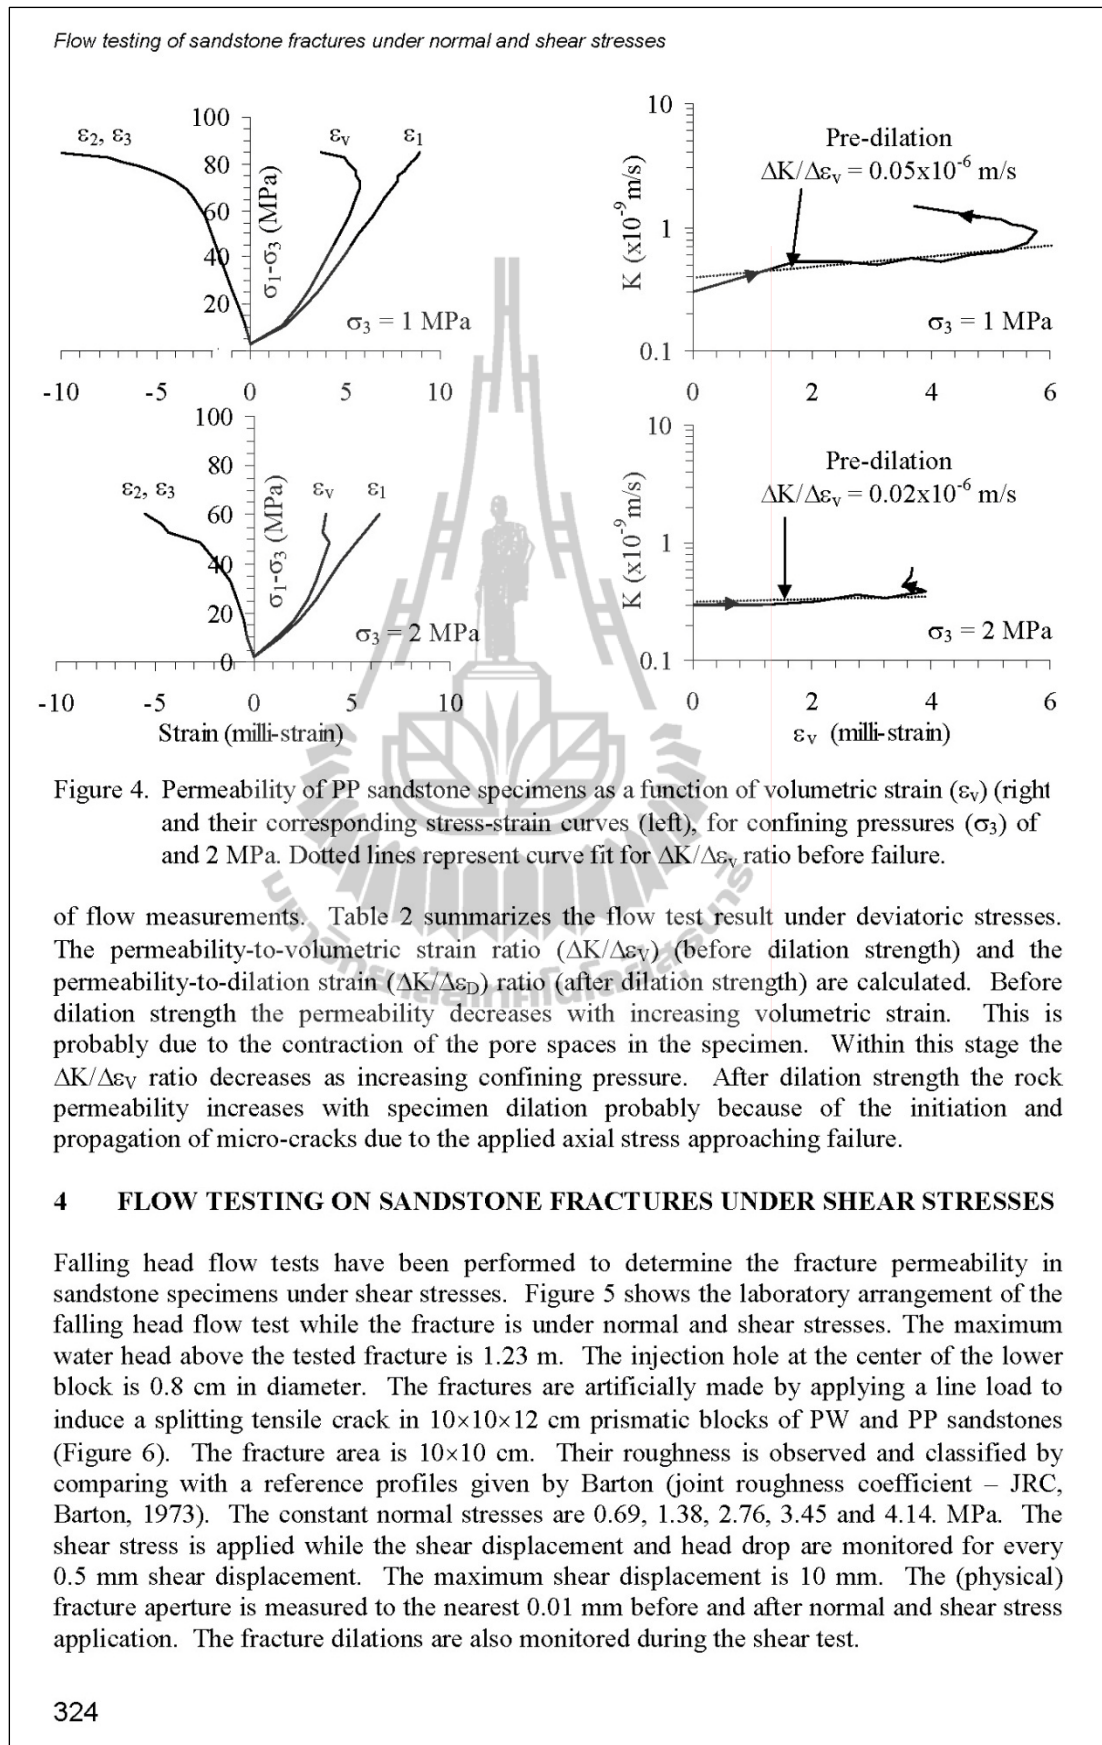 Flow testing of sandstone fractures under normal and shear stresses
100
80
60
40
20
ε2, ε3
εv
ε1
σ1-σ3 (MPa)
σ3 = 1 MPa
-10 -5 0 5 10
10
1
0.1
K (x10-9 m/s)
Pre-dilation
ΔK/Δεv = 0.05x10-6 m/s
σ3 = 1 MPa
0 2 4 6
100
80
60
40
20
0
ε2, ε3
εv
ε1
σ1-σ3 (MPa)
σ3 = 2 MPa
-10 -5 0 5 10
Strain (milli-strain)
10
1
0.1
K (x10-9 m/s)
Pre-dilation
ΔK/Δεv = 0.02x10-6 m/s
σ3 = 2 MPa
0 2 4 6
εv (milli-strain)
Figure 4. Permeability of PP sandstone specimens as a function of volumetric strain (εv) (right
and their corresponding stress-strain curves (left), for confining pressures (σ3) of
and 2 MPa. Dotted lines represent curve fit for ΔK/Δεv ratio before failure.
of flow measurements. Table 2 summarizes the flow test result under deviatoric stresses.
The permeability-to-volumetric strain ratio (ΔK/ΔεV) (before dilation strength) and the
permeability-to-dilation strain (ΔK/ΔεD) ratio (after dilation strength) are calculated. Before
dilation strength the permeability decreases with increasing volumetric strain. This is
probably due to the contraction of the pore spaces in the specimen. Within this stage the
ΔK/ΔεV ratio decreases as increasing confining pressure. After dilation strength the rock
permeability increases with specimen dilation probably because of the initiation and
propagation of micro-cracks due to the applied axial stress approaching failure.
4 FLOW TESTING ON SANDSTONE FRACTURES UNDER SHEAR STRESSES
Falling head flow tests have been performed to determine the fracture permeability in
sandstone specimens under shear stresses. Figure 5 shows the laboratory arrangement of the
falling head flow test while the fracture is under normal and shear stresses. The maximum
water head above the tested fracture is 1.23 m. The injection hole at the center of the lower
block is 0.8 cm in diameter. The fractures are artificially made by applying a line load to
induce a splitting tensile crack in 10×10×12 cm prismatic blocks of PW and PP sandstones
(Figure 6). The fracture area is 10×10 cm. Their roughness is observed and classified by
comparing with a reference profiles given by Barton (joint roughness coefficient – JRC,
Barton, 1973). The constant normal stresses are 0.69, 1.38, 2.76, 3.45 and 4.14. MPa. The
shear stress is applied while the shear displacement and head drop are monitored for every
0.5 mm shear displacement. The maximum shear displacement is 10 mm. The (physical)
fracture aperture is measured to the nearest 0.01 mm before and after normal and shear stress
application. The fracture dilations are also monitored during the shear test.
324